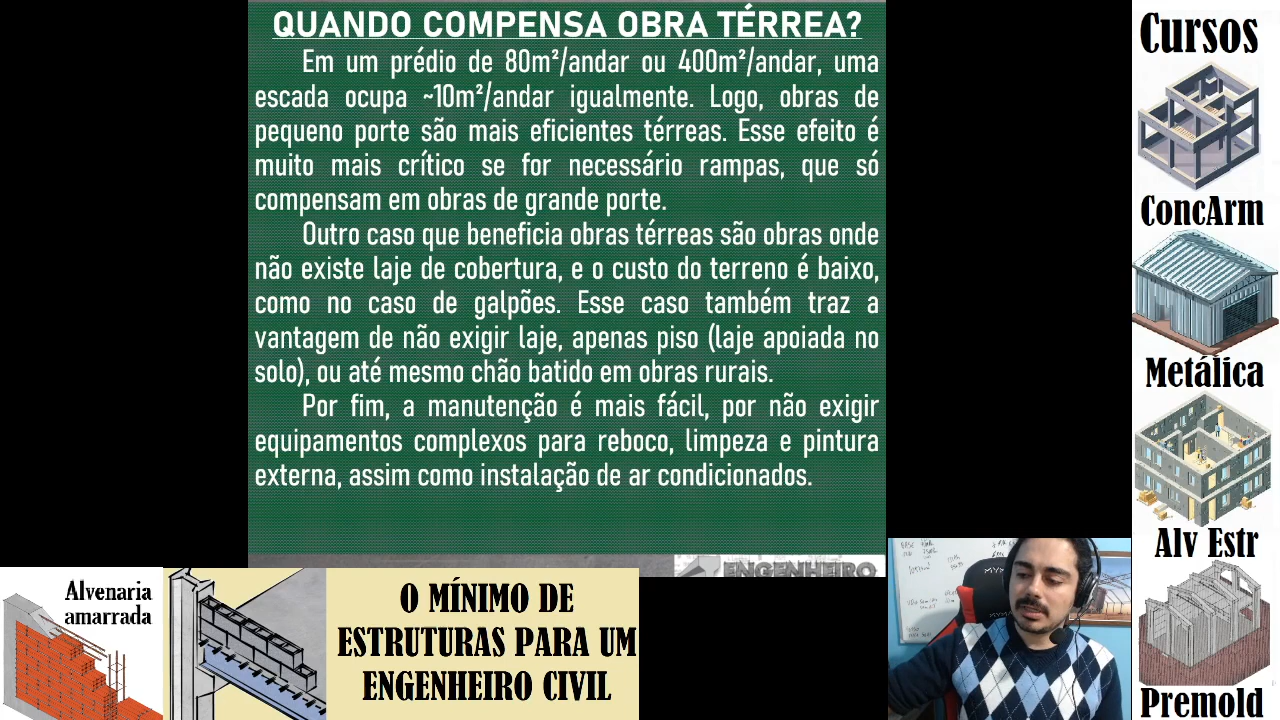 QUANDO COMPENSA OBRA TÉRREA?
Em um prédio de 80m²/andar ou 400m²/andar, uma
escada ocupa ~10m²/andar igualmente. Logo, obras de
pequeno porte são mais eficientes térreas. Esse efeito é
muito mais crítico se for necessário rampas, que só
compensam em obras de grande porte.
Outro caso que beneficia obras térreas são obras onde
não existe laje de cobertura, e o custo do terreno é baixo,
como no caso de galpões. Esse caso também traz a
vantagem de não exigir laje, apenas piso (laje apoiada no
solo), ou até mesmo chão batido em obras rurais.
Por fim, a manutenção é mais fácil, por não exigir
equipamentos complexos para reboco, limpeza e pintura
externa, assim como instalação de ar condicionados.
ENGENHEIRO
Alvenaria
amarrada
O MÍNIMO DE
ESTRUTURAS PARA UM
ENGENHEIRO CIVIL
Cursos
ConcArm
Metálica
Alv Estr
Premold